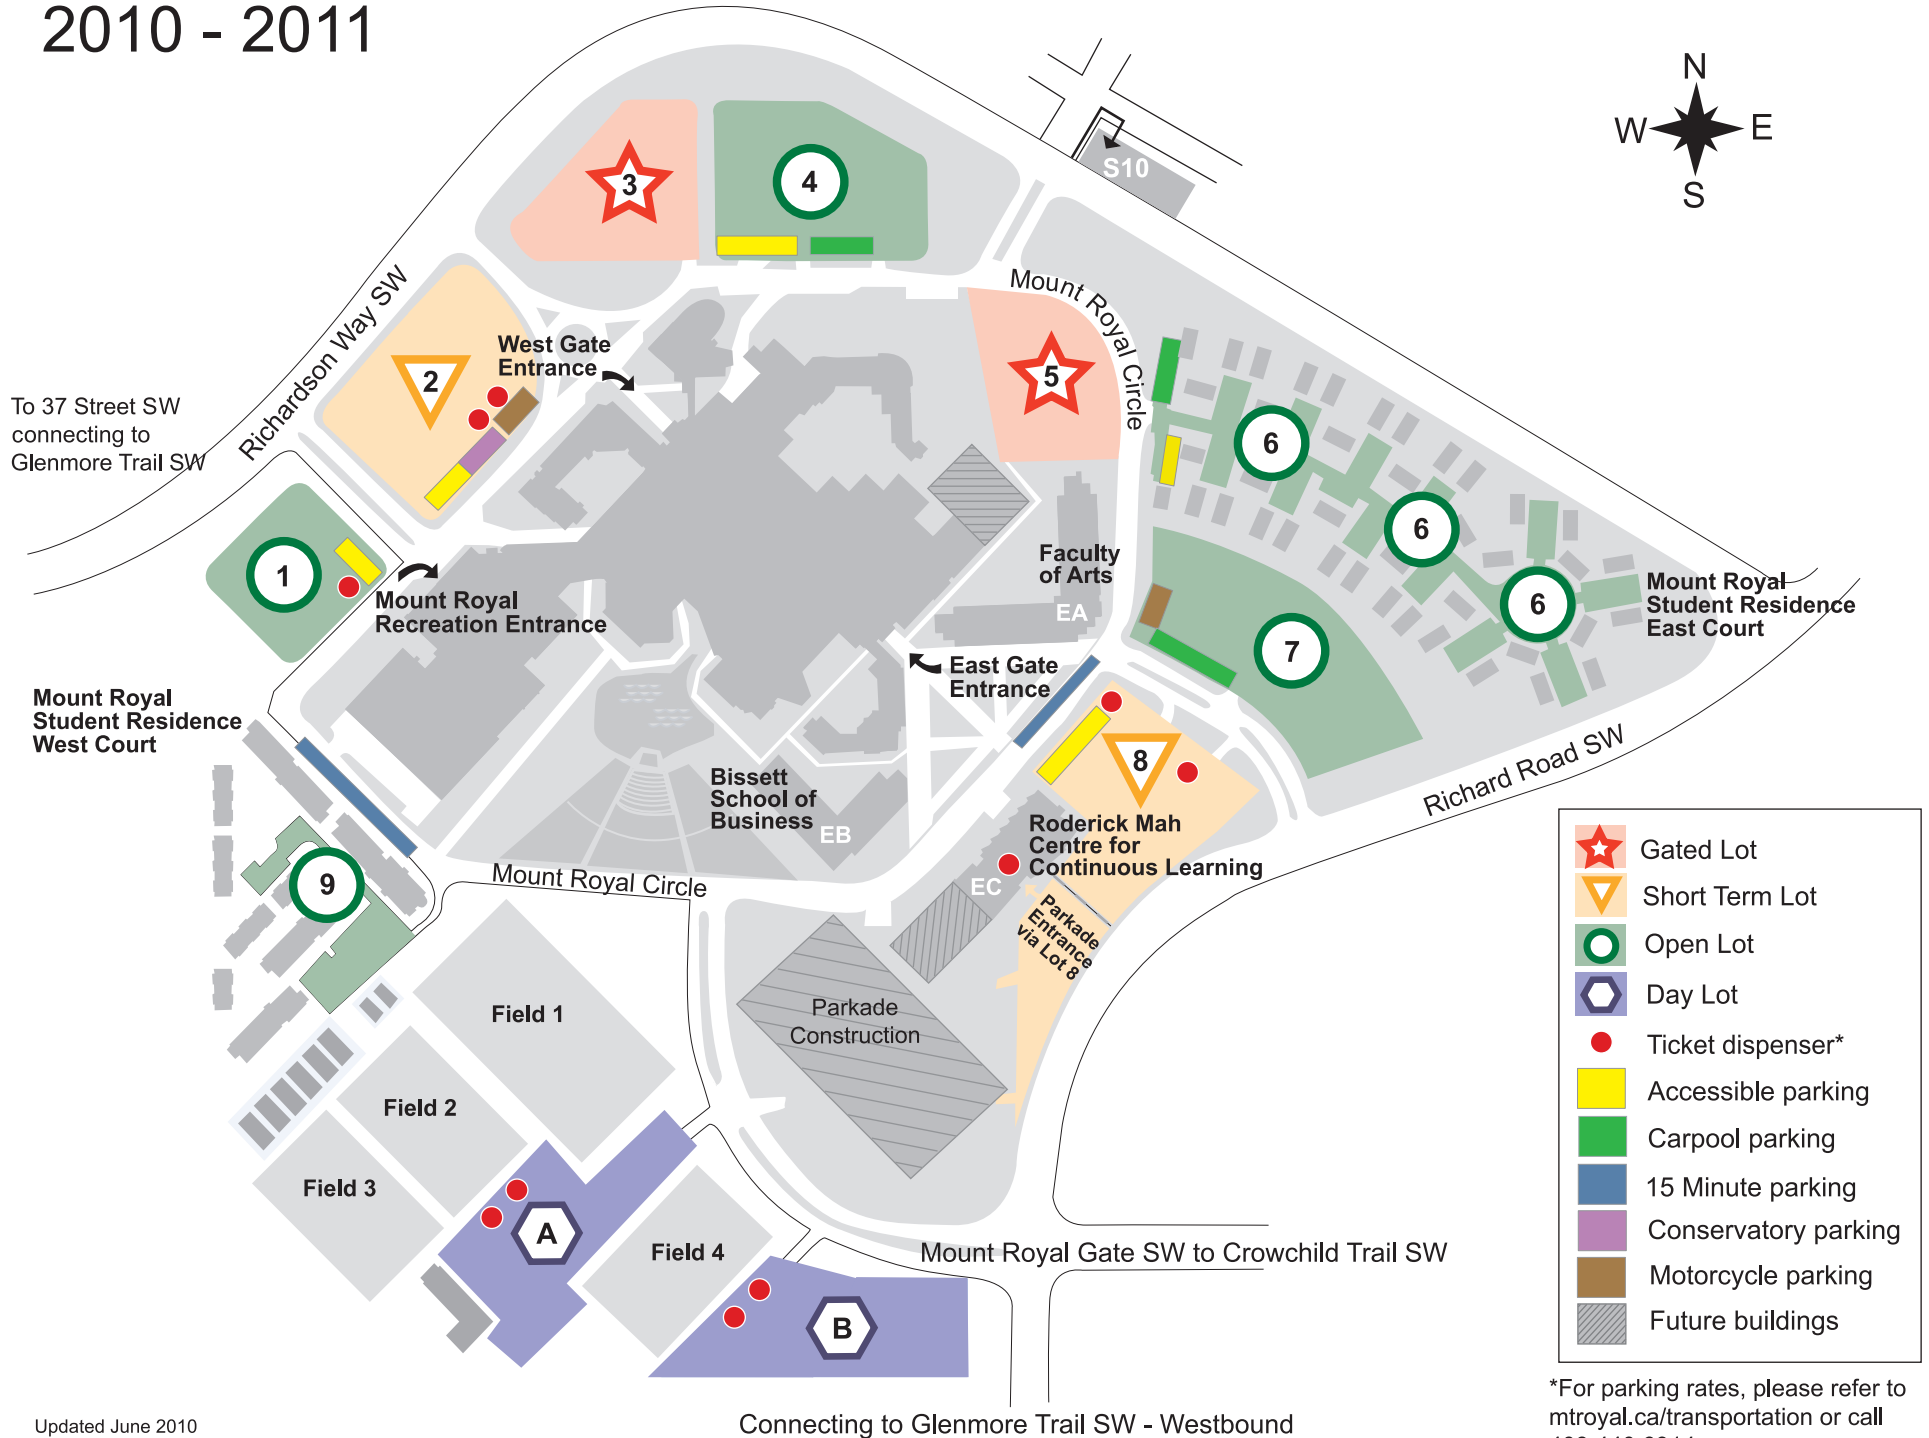 2010 - 2011
N
W
E
S
S10
3
4
Mount Royal Circle
Richardson Way SW
West Gate
Entrance
2
5
To 37 Street SW
connecting to
Glenmore Trail SW
6
6
6
1
Faculty
of Arts
EA
Mount Royal
Recreation Entrance
Mount Royal
Student Residence
East Court
7
East Gate
Entrance
Mount Royal
Student Residence
West Court
8
Richard Road SW
Bissett
School of
Business
EB
Roderick Mah
Centre for
Continuous Learning
EC
Mount Royal Circle
9
Parkade
Entrance
via Lot 8
Field 1
Parkade
Construction
Field 2
Field 3
A
Field 4
B
Mount Royal Gate SW to Crowchild Trail SW
Gated Lot
Short Term Lot
Open Lot
Day Lot
Ticket dispenser*
Accessible parking
Carpool parking
15 Minute parking
Conservatory parking
Motorcycle parking
Future buildings
*For parking rates, please refer to
mtroyal.ca/transportation or call
Updated June 2010
Connecting to Glenmore Trail SW - Westbound